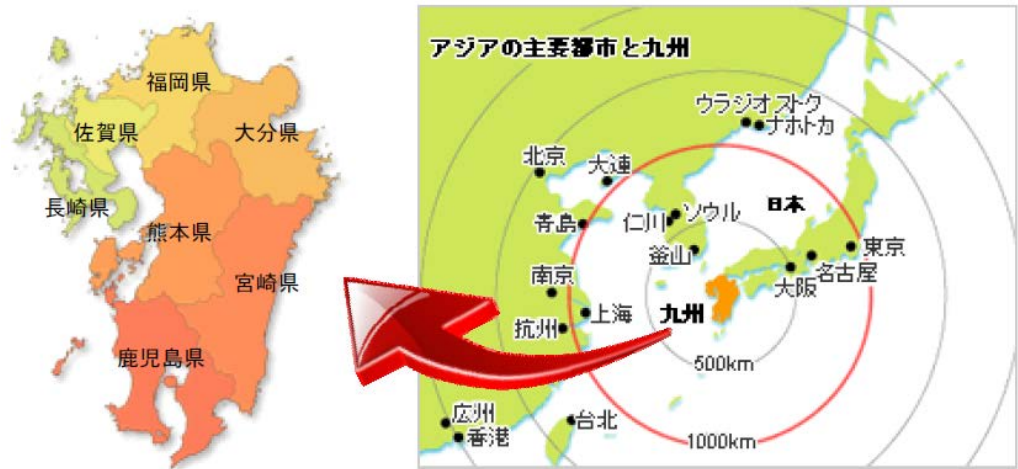 福岡県
佐賀県
大分県
長崎県
熊本県
宮崎県
鹿児島県
アジアの主要都市と九州
ウラジオストク
ナホトカ
北京
大連
日本
青島
仁川
ソウル
釜山
東京
名古屋
大阪
南京
上海
九州
杭州
500km
広州
香港
台北
1000km